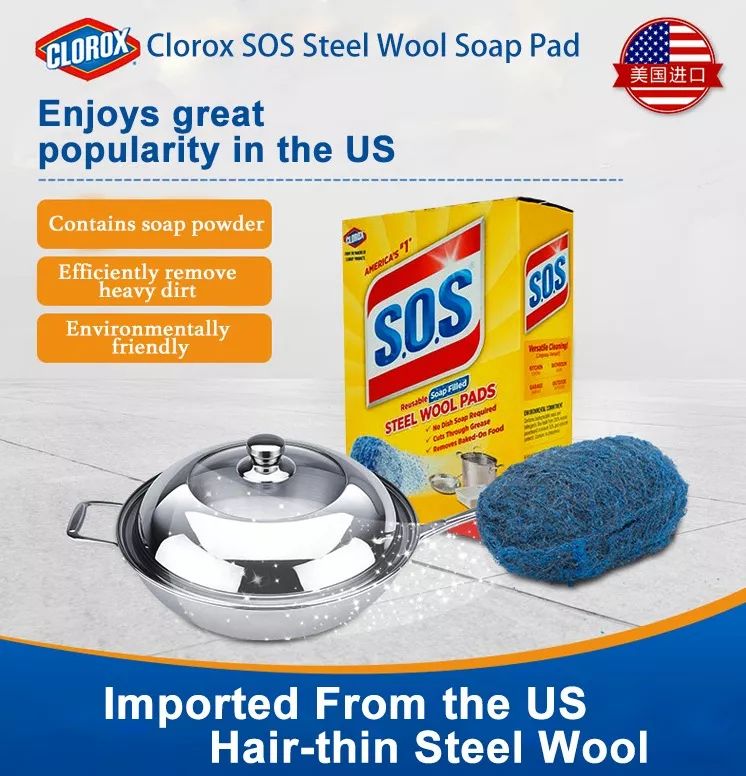 CLOROX
Clorox SOS Steel Wool Soap Pad
美国进口
Enjoys great
popularity in the US
Contains soap powder
Efficiently remove
heavy dirt
Environmentally
friendly
CLOROX
AMERICA'S #1*
S.O.S
Reusable Soap Filled
STEEL WOOL PADS
✓ No Dish Soap Required
✓ Cuts Through Grease
✓ Removes Baked-On Food
S.O.S
Versatile Cleaning!
KITCHEN
BATHROOM
GARAGE
OUTDOOR
ENVIRONMENTAL COMMITMENT
Imported From the US
Hair-thin Steel Wool